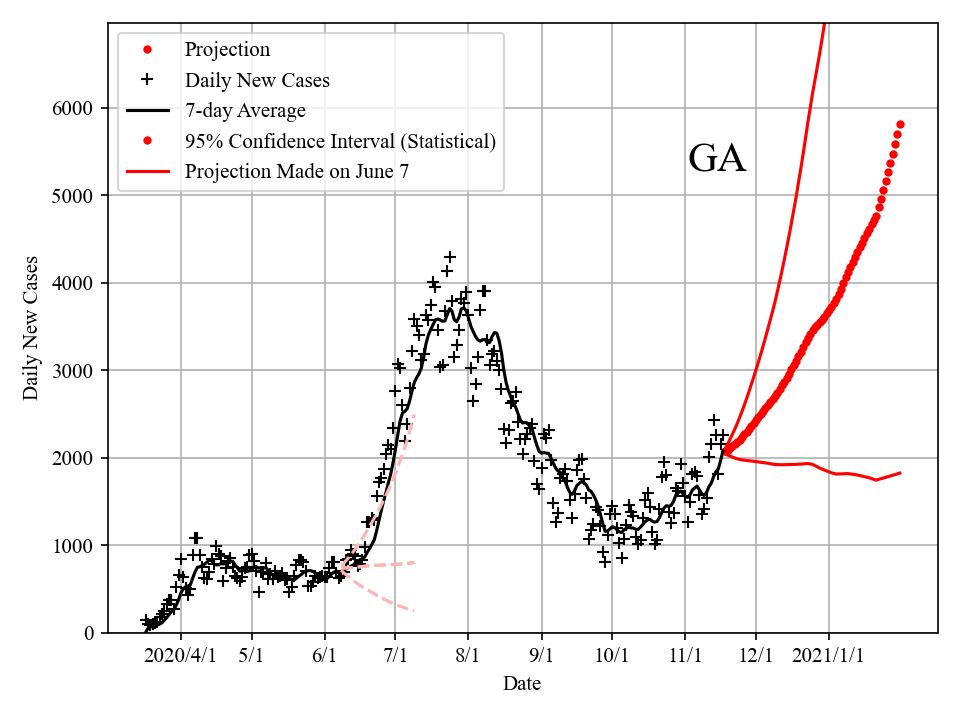 Projection
Daily New Cases
7-day Average
95% Confidence Interval (Statistical)
Projection Made on June 7
GA
Daily New Cases
6000
5000
4000
3000
2000
1000
0
2020/4/1 5/1 6/1 7/1 8/1 9/1 10/1 11/1 12/1 2021/1/1
Date